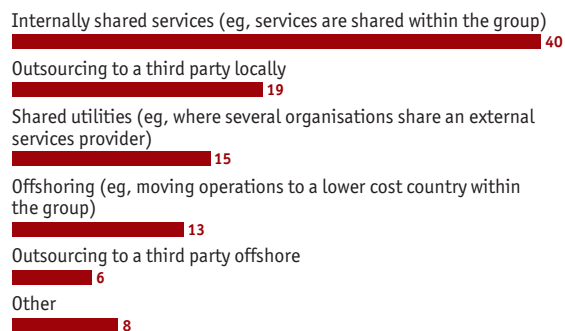 Internally shared services (eg, services are shared within the group)
40
Outsourcing to a third party locally
19
Shared utilities (eg, where several organisations share an external
services provider)
15
Offshoring (eg, moving operations to a lower cost country within
the group)
13
Outsourcing to a third party offshore
6
Other
8